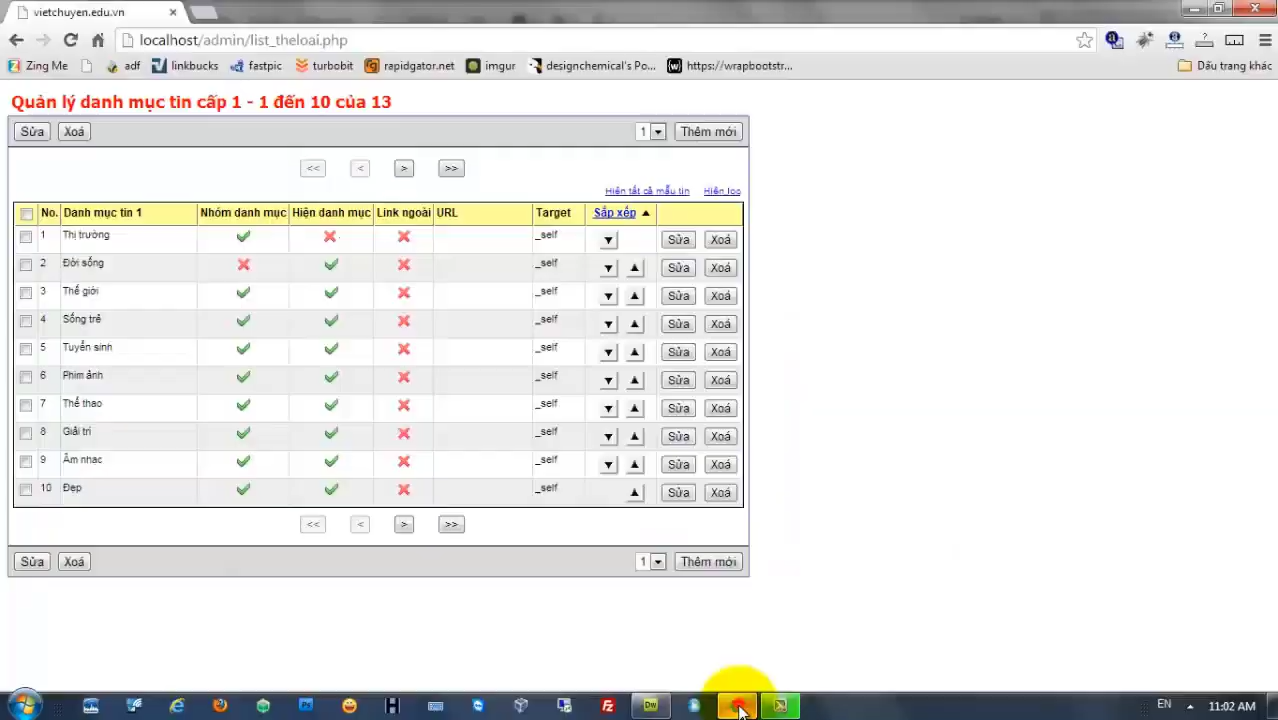 vietchuyen.edu.vn
localhost/admin/list_theloai.php
Zing Me adf linkbucks fastpic turbobit rapidgator.net imgur designchemical's Po... https://wrapbootstr... Dấu trang khác
Quản lý danh mục tin cấp 1 - 1 đến 10 của 13
Sửa Xoá 1 Thêm mới
<< < > >>
Hiện tất cả mẫu tin Hiện lọc
No. Danh mục tin 1 Nhóm danh mục Hiện danh mục Link ngoài URL Target Sắp xếp
1 Thị trường _self Sửa Xoá
2 Đời sống _self Sửa Xoá
3 Thế giới _self Sửa Xoá
4 Sống trẻ _self Sửa Xoá
5 Tuyển sinh _self Sửa Xoá
6 Phim ảnh _self Sửa Xoá
7 Thể thao _self Sửa Xoá
8 Giải trí _self Sửa Xoá
9 Âm nhạc _self Sửa Xoá
10 Đẹp _self Sửa Xoá
<< < > >>
Sửa Xoá 1 Thêm mới
Dw EN 11:02 AM